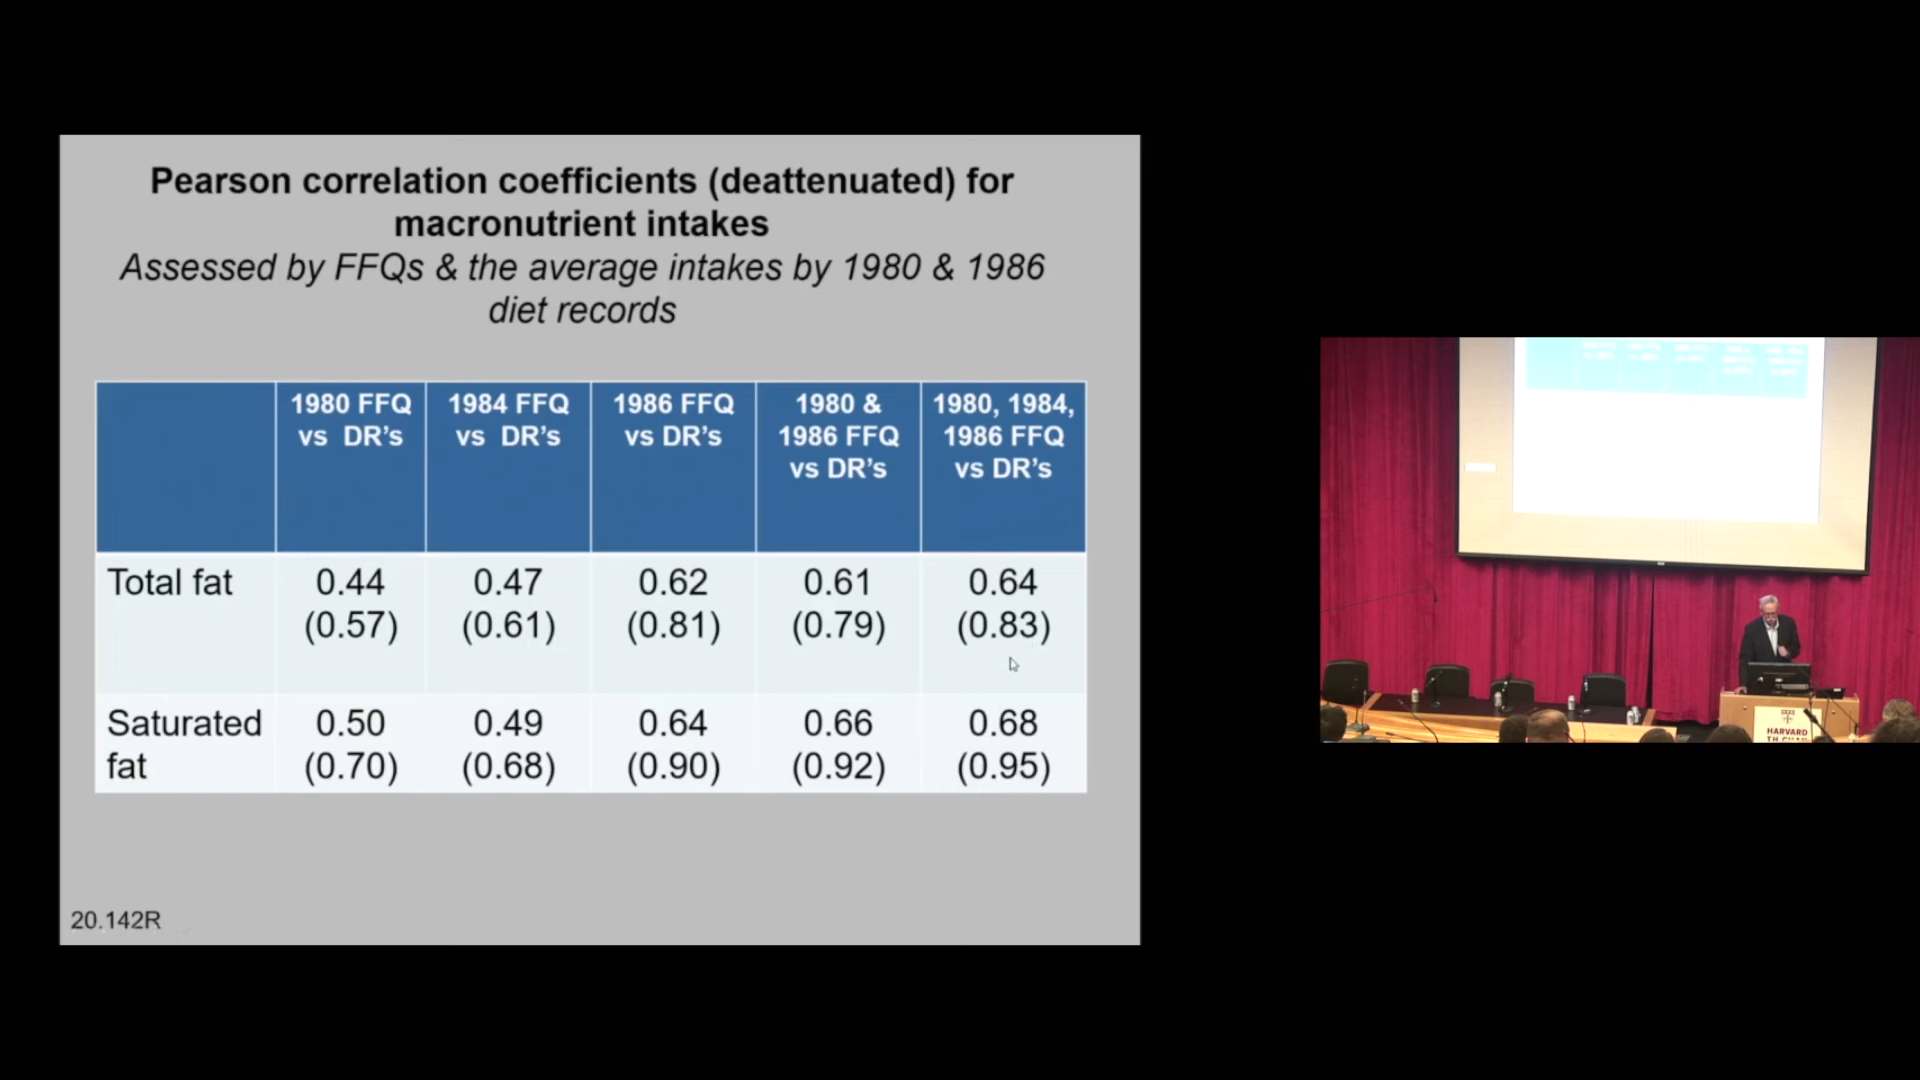 Pearson correlation coefficients (deattenuated) for
macronutrient intakes
Assessed by FFQs & the average intakes by 1980 & 1986
diet records
1980 FFQ
vs DR’s
1984 FFQ
vs DR’s
1986 FFQ
vs DR’s
1980 &
1986 FFQ
vs DR’s
1980, 1984,
1986 FFQ
vs DR’s
Total fat
0.44
(0.57)
0.47
(0.61)
0.62
(0.81)
0.61
(0.79)
0.64
(0.83)
Saturated
fat
0.50
(0.70)
0.49
(0.68)
0.64
(0.90)
0.66
(0.92)
0.68
(0.95)
20.142R
HARVARD